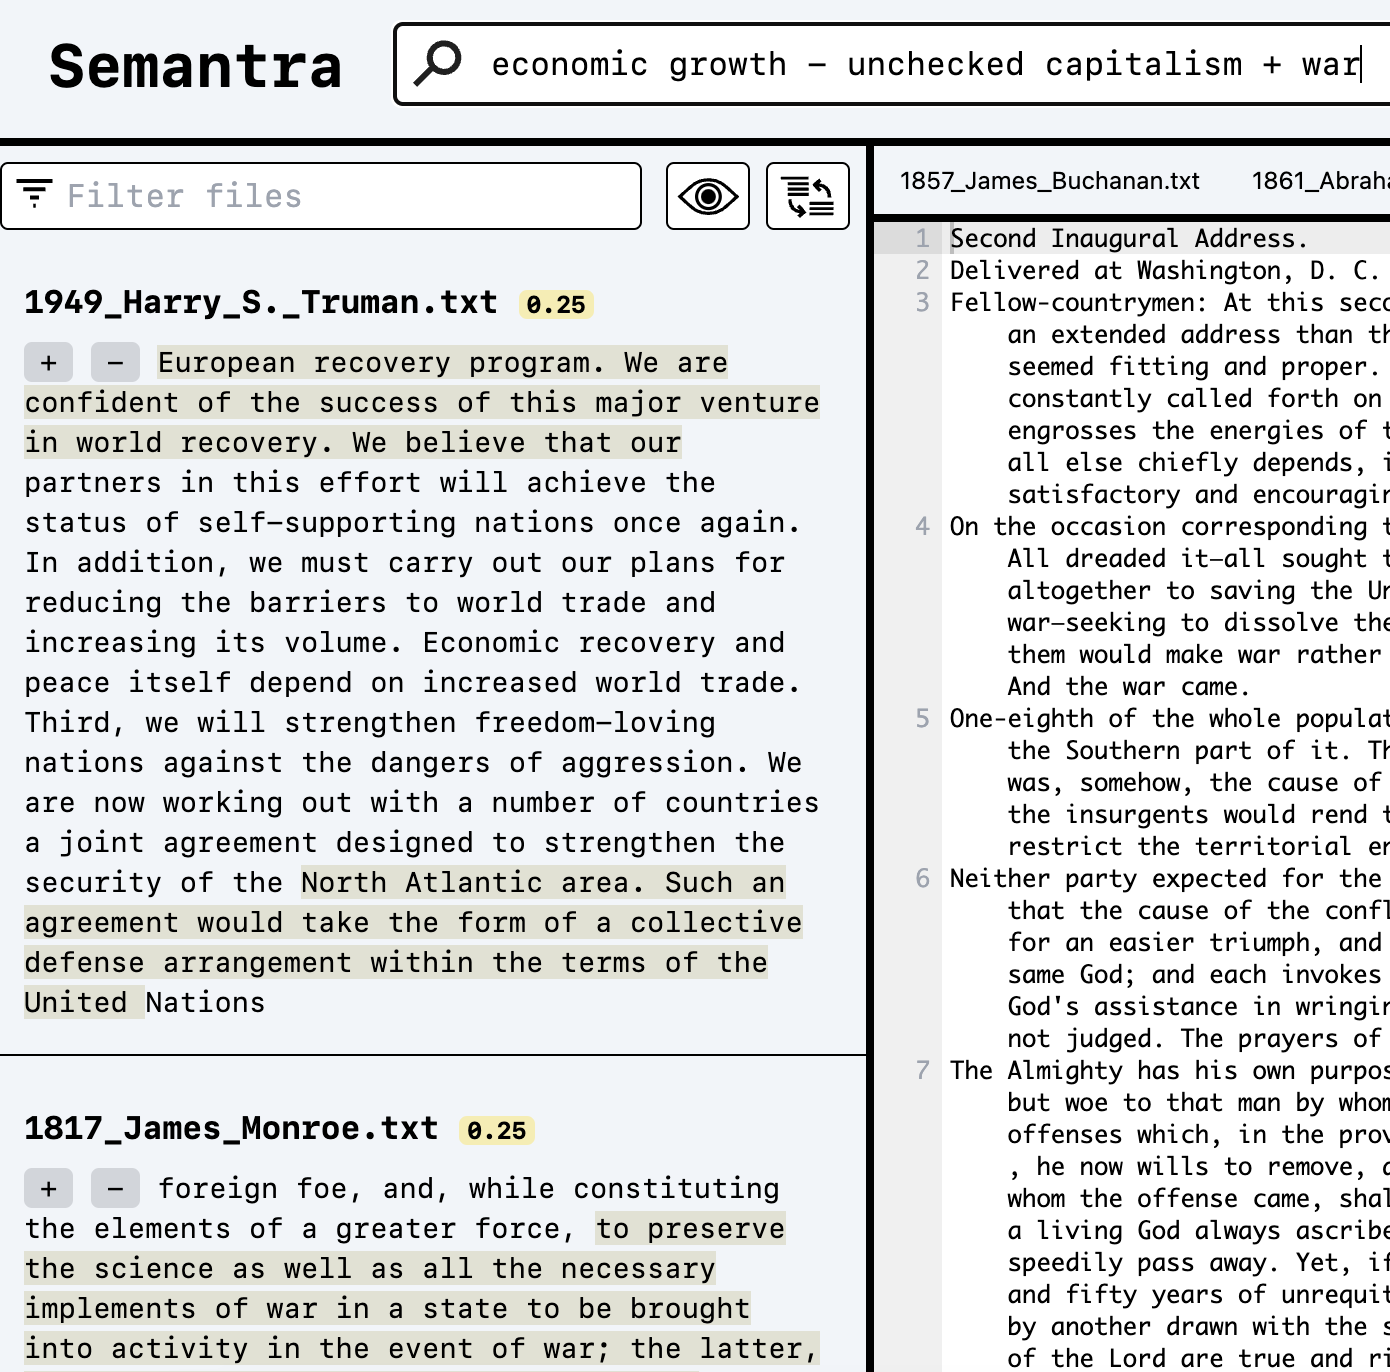 Semantra
economic growth - unchecked capitalism + war
Filter files
1949_Harry_S._Truman.txt 0.25
+ - European recovery program. We are
confident of the success of this major venture
in world recovery. We believe that our
partners in this effort will achieve the
status of self-supporting nations once again.
In addition, we must carry out our plans for
reducing the barriers to world trade and
increasing its volume. Economic recovery and
peace itself depend on increased world trade.
Third, we will strengthen freedom-loving
nations against the dangers of aggression. We
are now working out with a number of countries
a joint agreement designed to strengthen the
security of the North Atlantic area. Such an
agreement would take the form of a collective
defense arrangement within the terms of the
United Nations
1817_James_Monroe.txt 0.25
+ - foreign foe, and, while constituting
the elements of a greater force, to preserve
the science as well as all the necessary
implements of war in a state to be brought
into activity in the event of war; the latter,
1857_James_Buchanan.txt 1861_Abrah
1 Second Inaugural Address.
2 Delivered at Washington, D. C.
3 Fellow-countrymen: At this seco
an extended address than th
seemed fitting and proper.
constantly called forth on
engrosses the energies of t
all else chiefly depends, i
satisfactory and encouragin
4 On the occasion corresponding t
All dreaded it—all sought t
altogether to saving the Un
war—seeking to dissolve the
them would make war rather
And the war came.
5 One-eighth of the whole populat
the Southern part of it. Th
was, somehow, the cause of
the insurgents would rend t
restrict the territorial en
6 Neither party expected for the
that the cause of the confl
for an easier triumph, and
same God; and each invokes
God's assistance in wringin
not judged. The prayers of
7 The Almighty has his own purpos
but woe to that man by whom
offenses which, in the prov
, he now wills to remove, a
whom the offense came, shal
a living God always ascribe
speedily pass away. Yet, if
and fifty years of unrequit
by another drawn with the s
of the Lord are true and ri